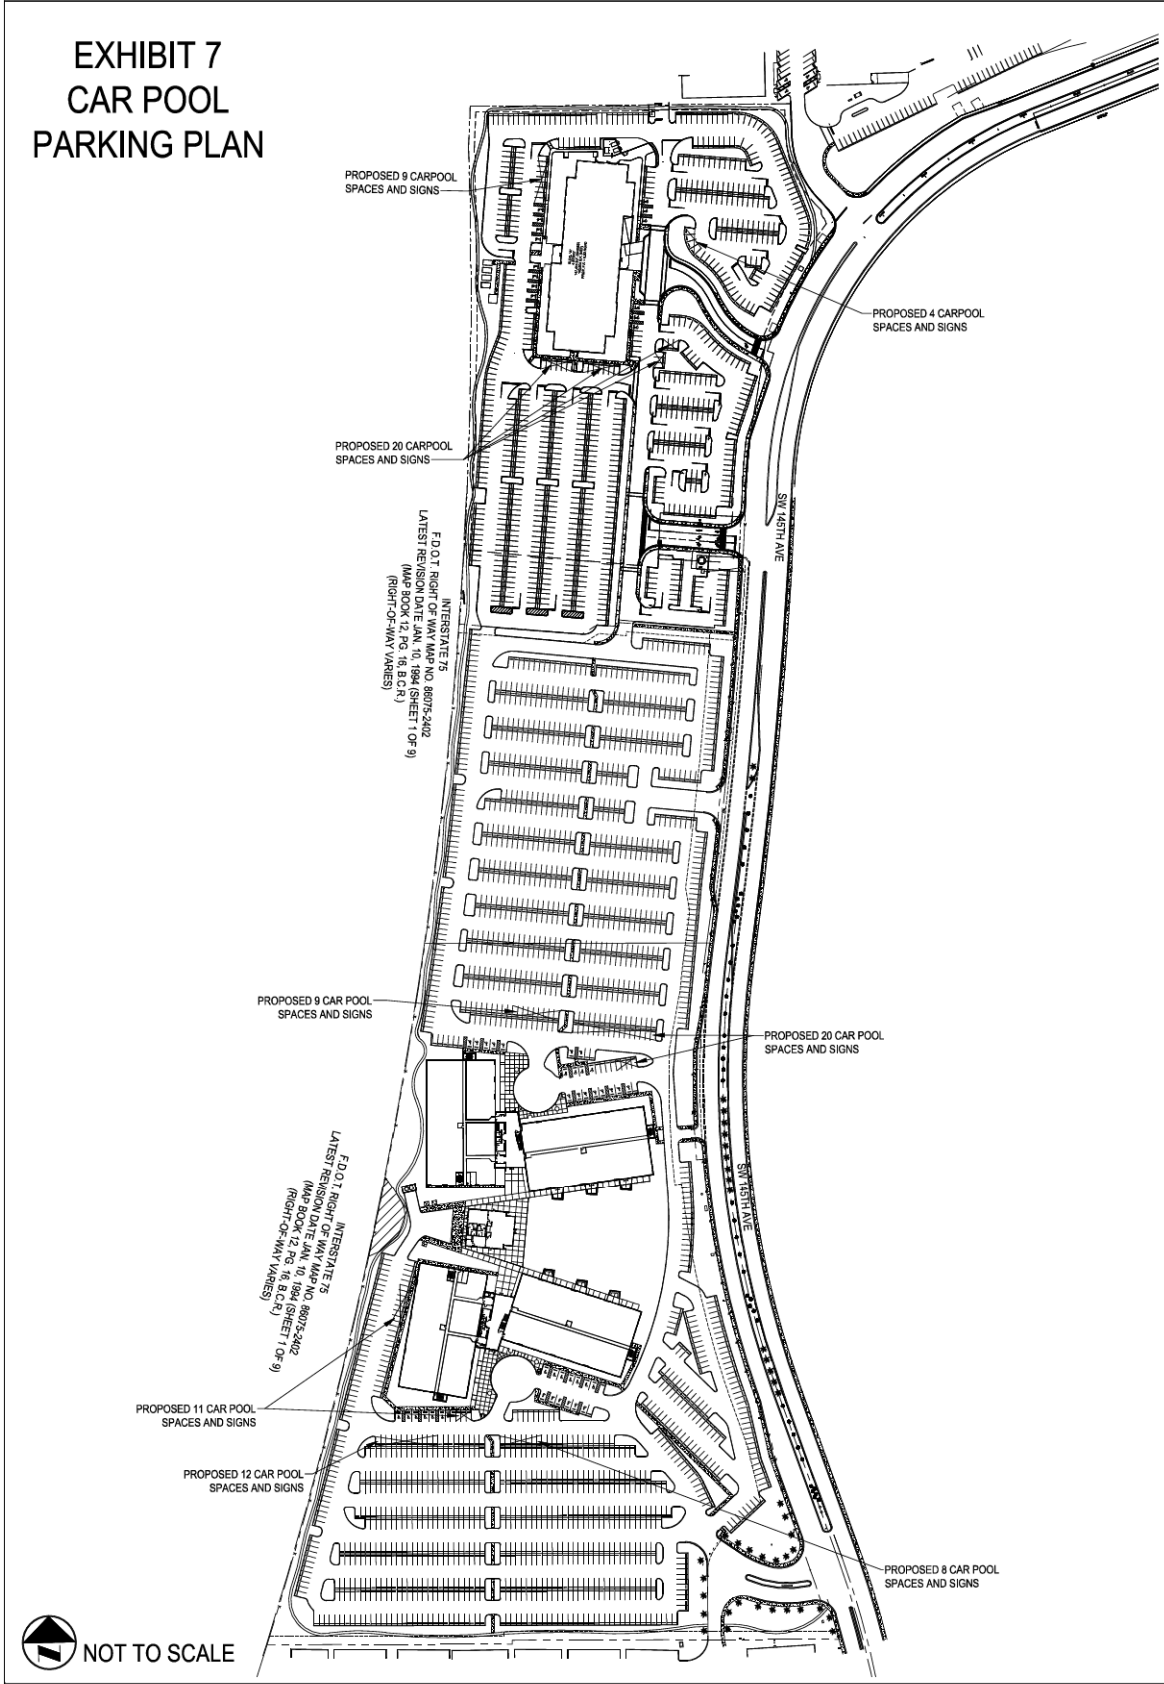 EXHIBIT 7
CAR POOL
PARKING PLAN
PROPOSED 9 CARPOOL
SPACES AND SIGNS
PROPOSED 4 CARPOOL
SPACES AND SIGNS
PROPOSED 20 CARPOOL
SPACES AND SIGNS
SW 145TH AVE
INTERSTATE 75
F.D.O.T. RIGHT OF WAY MAP NO. 86075-2402
LATEST REVISION DATE JAN. 10, 1994 (SHEET 1 OF 9)
(MAP BOOK 12, PG. 16, B.C.R.)
(RIGHT-OF-WAY VARIES)
PROPOSED 9 CAR POOL
SPACES AND SIGNS
PROPOSED 20 CAR POOL
SPACES AND SIGNS
SW 145TH AVE
INTERSTATE 75
F.D.O.T. RIGHT OF WAY MAP NO. 86075-2402
LATEST REVISION DATE JAN. 10, 1994 (SHEET 1 OF 9)
(MAP BOOK 12, PG. 16, B.C.R.)
(RIGHT-OF-WAY VARIES)
PROPOSED 11 CAR POOL
SPACES AND SIGNS
PROPOSED 12 CAR POOL
SPACES AND SIGNS
PROPOSED 8 CAR POOL
SPACES AND SIGNS
NOT TO SCALE